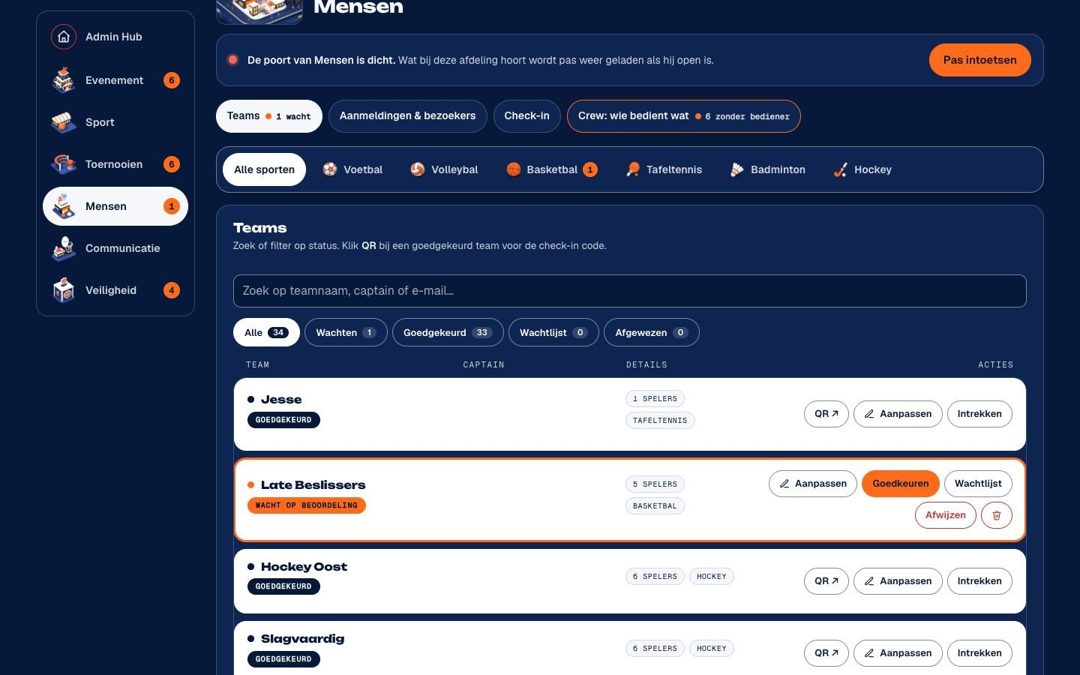 Mensen
Admin Hub
Evenement 6
Sport
Toernooien 6
Mensen 1
Communicatie
Veiligheid 4
De poort van Mensen is dicht. Wat bij deze afdeling hoort wordt pas weer geladen als hij open is.
Pas intoetsen
Teams 1 wacht
Aanmeldingen & bezoekers
Check-in
Crew: wie bedient wat 6 zonder bediener
Alle sporten
Voetbal
Volleybal
Basketbal 1
Tafeltennis
Badminton
Hockey
Teams
Zoek of filter op status. Klik QR bij een goedgekeurd team voor de check-in code.
Zoek op teamnaam, captain of e-mail...
Alle 34
Wachten 1
Goedgekeurd 33
Wachtlijst 0
Afgewezen 0
TEAM CAPTAIN DETAILS ACTIES
Jesse
GOEDGEKEURD
1 SPELERS
TAFELTENNIS
QR ↗ Aanpassen Intrekken
Late Beslissers
WACHT OP BEOORDELING
5 SPELERS
BASKETBAL
Aanpassen Goedkeuren Wachtlijst
Afwijzen
Hockey Oost
GOEDGEKEURD
6 SPELERS HOCKEY
QR ↗ Aanpassen Intrekken
Slagvaardig
GOEDGEKEURD
6 SPELERS HOCKEY
QR ↗ Aanpassen Intrekken